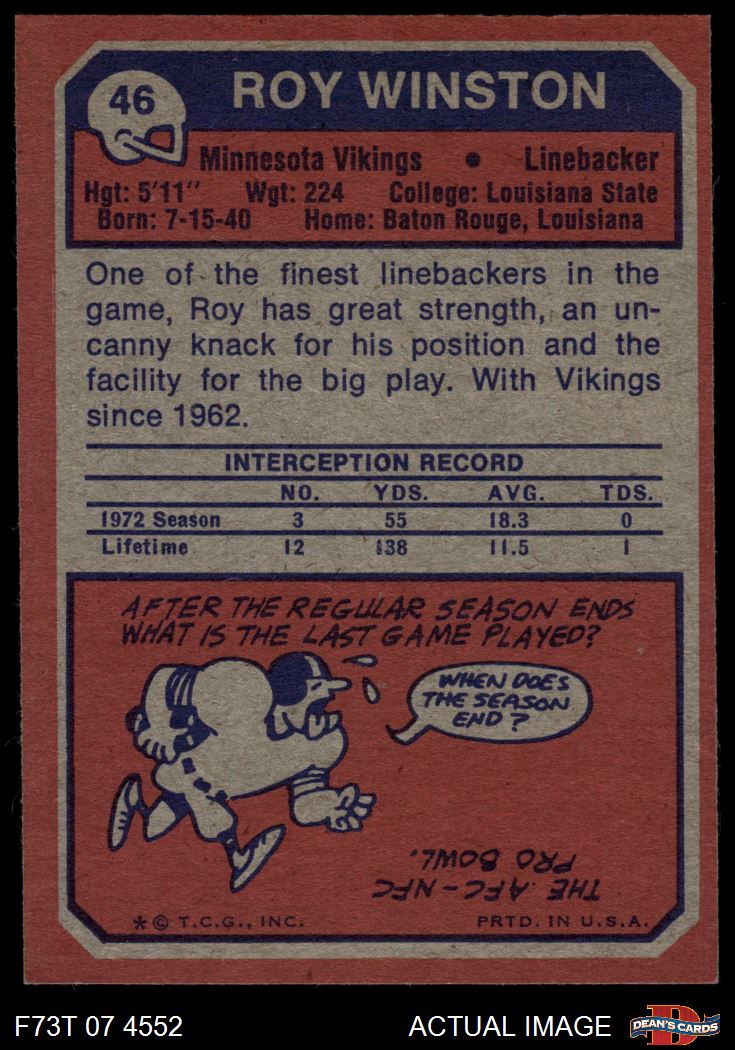 46
ROY WINSTON
Minnesota Vikings • Linebacker
Hgt: 5'11" Wgt: 224 College: Louisiana State
Born: 7-15-40 Home: Baton Rouge, Louisiana
One of the finest linebackers in the
game, Roy has great strength, an un-
canny knack for his position and the
facility for the big play. With Vikings
since 1962.
INTERCEPTION RECORD
NO. YDS. AVG. TDS.
1972 Season 3 55 18.3 0
Lifetime 12 138 11.5 1
AFTER THE REGULAR SEASON ENDS
WHAT IS THE LAST GAME PLAYED?
WHEN DOES
THE SEASON
END?
THE AFC-NFC
PRO BOWL.
* © T.C.G., INC. PRTD. IN U.S.A.
F73T 07 4552 ACTUAL IMAGE
D
DEAN'S CARDS